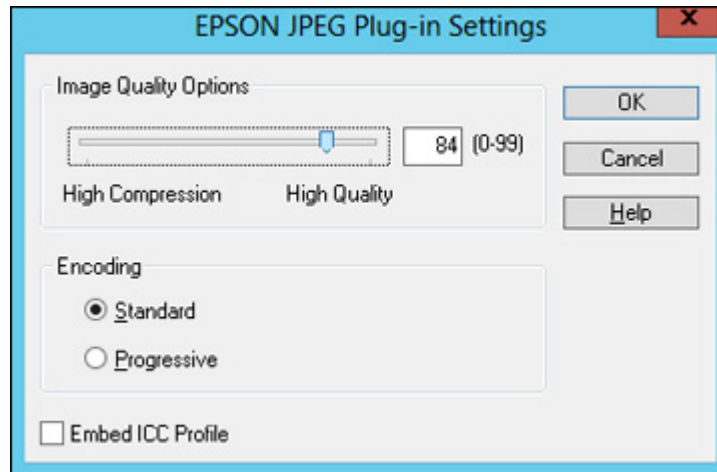 EPSON JPEG Plug-in Settings
x
Image Quality Options
84 (0-99)
High Compression High Quality
OK
Cancel
Help
Encoding
Standard
Progressive
Embed ICC Profile